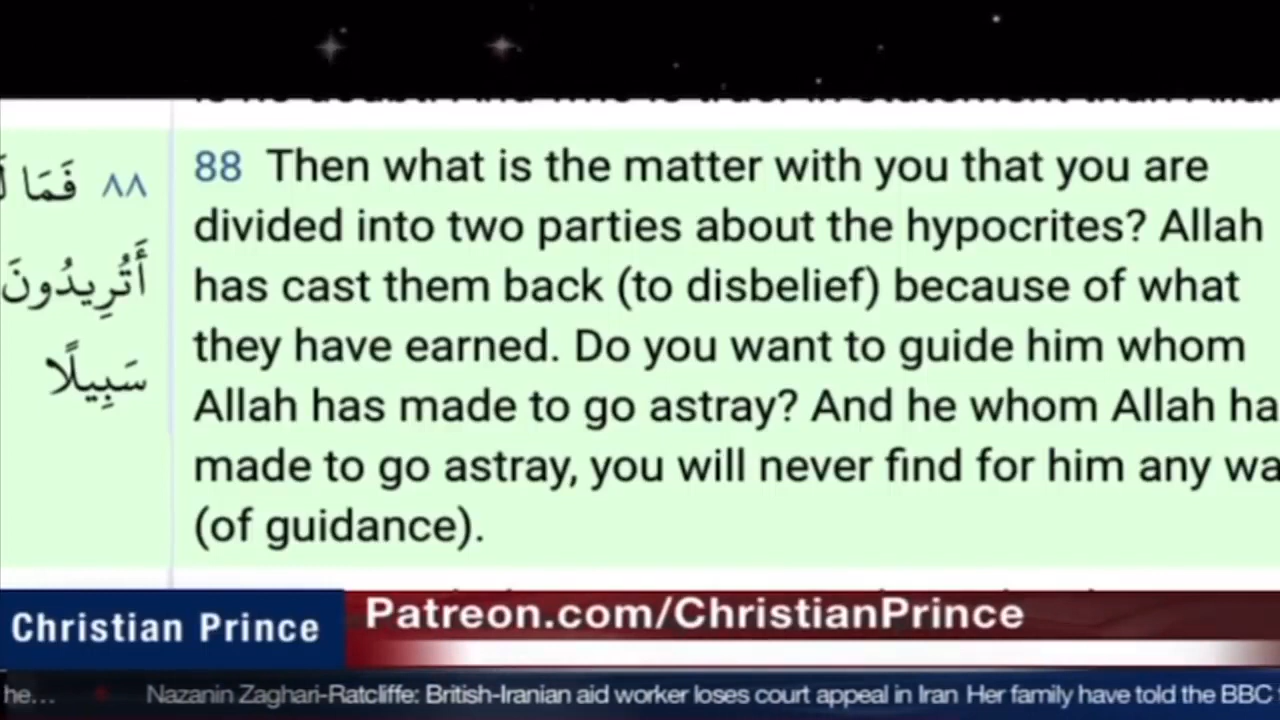 88 Then what is the matter with you that you are
divided into two parties about the hypocrites? Allah
has cast them back (to disbelief) because of what
they have earned. Do you want to guide him whom
Allah has made to go astray? And he whom Allah ha
made to go astray, you will never find for him any wa
(of guidance).
٨٨ فَمَا
أَتُرِيدُونَ
سَبِيلًا
Christian Prince
Patreon.com/ChristianPrince
he... Nazanin Zaghari-Ratcliffe: British-Iranian aid worker loses court appeal in Iran Her family have told the BBC